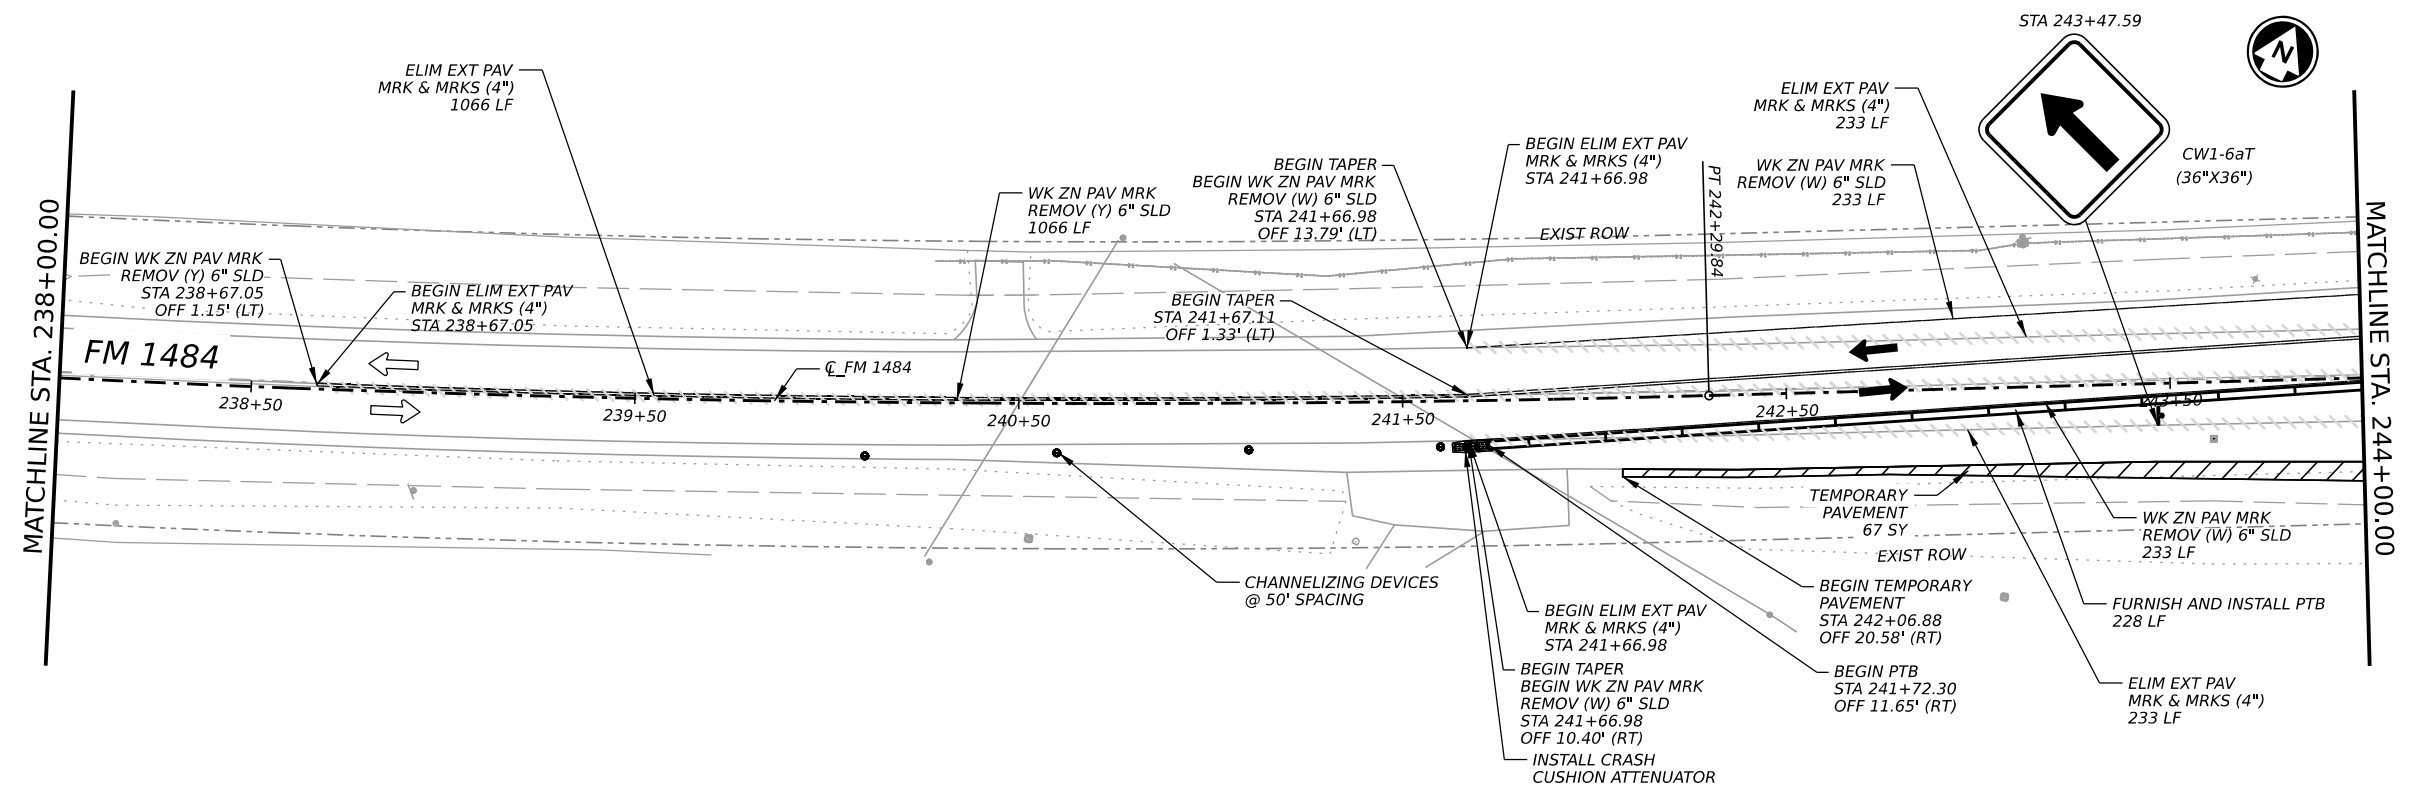 STA 243+47.59
N
CW1-6aT
(36"X36")
MATCHLINE STA. 238+00.00
MATCHLINE STA. 244+00.00
ELIM EXT PAV
MRK & MRKS (4")
1066 LF
BEGIN WK ZN PAV MRK
REMOV (Y) 6" SLD
STA 238+67.05
OFF 1.15' (LT)
BEGIN ELIM EXT PAV
MRK & MRKS (4")
STA 238+67.05
WK ZN PAV MRK
REMOV (Y) 6" SLD
1066 LF
BEGIN TAPER
BEGIN WK ZN PAV MRK
REMOV (W) 6" SLD
STA 241+66.98
OFF 13.79' (LT)
BEGIN TAPER
STA 241+67.11
OFF 1.33' (LT)
BEGIN ELIM EXT PAV
MRK & MRKS (4")
STA 241+66.98
EXIST ROW
PT 242+29.84
ELIM EXT PAV
MRK & MRKS (4")
233 LF
WK ZN PAV MRK
REMOV (W) 6" SLD
233 LF
FM 1484
℄_FM 1484
238+50
239+50
240+50
241+50
242+50
243+50
CHANNELIZING DEVICES
@ 50' SPACING
TEMPORARY
PAVEMENT
67 SY
EXIST ROW
WK ZN PAV MRK
REMOV (W) 6" SLD
233 LF
BEGIN TEMPORARY
PAVEMENT
STA 242+06.88
OFF 20.58' (RT)
FURNISH AND INSTALL PTB
228 LF
BEGIN ELIM EXT PAV
MRK & MRKS (4")
STA 241+66.98
BEGIN TAPER
BEGIN WK ZN PAV MRK
REMOV (W) 6" SLD
STA 241+66.98
OFF 10.40' (RT)
INSTALL CRASH
CUSHION ATTENUATOR
BEGIN PTB
STA 241+72.30
OFF 11.65' (RT)
ELIM EXT PAV
MRK & MRKS (4")
233 LF